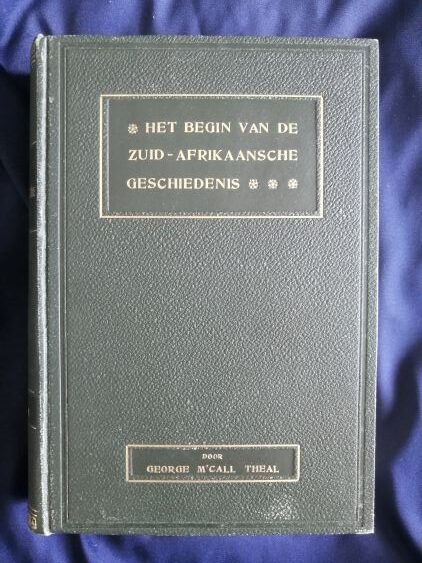 HET BEGIN VAN DE
ZUID-AFRIKAANSCHE
GESCHIEDENIS
DOOR
GEORGE M'CALL THEAL